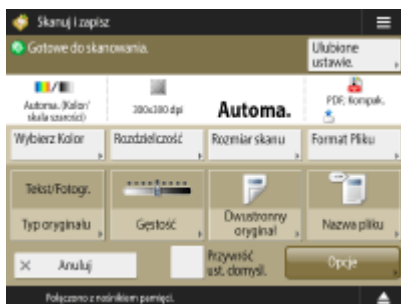 Skanuj i zapisz
Gotowe do skanowania.
Ulubione
ustawie.
Automa. (Kolor/
skala szarości)
300x300 dpi
Automa.
PDF; Kompak.
Wybierz Kolor
Rozdzielczość
Rozmiar skanu
Format Pliku
Tekst/Fotogr.
Typ oryginału
Gęstość
Dwustronny
oryginał
Nazwa pliku
Anuluj
Przywróć
ust. domyśl.
Opcje
Połączono z nośnikiem pamięci.